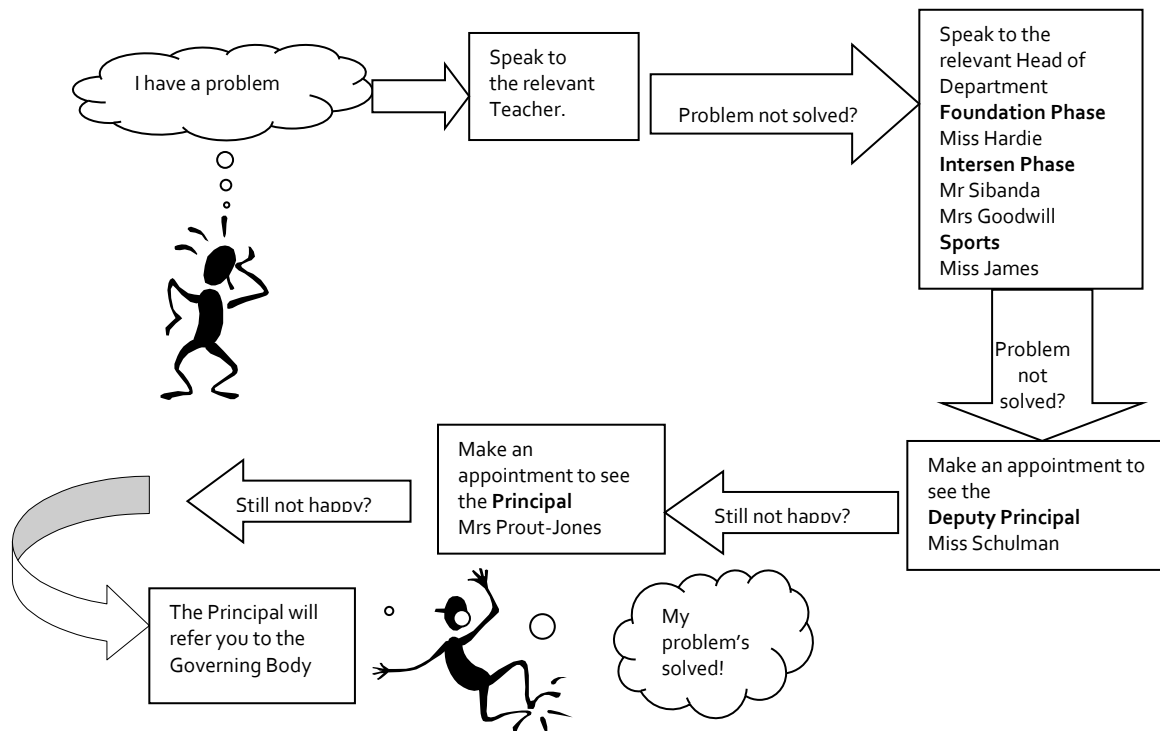 I have a problem
Speak to
the relevant
Teacher.
Problem not solved?
Speak to the
relevant Head of
Department
Foundation Phase
Miss Hardie
Intersen Phase
Mr Sibanda
Mrs Goodwill
Sports
Miss James
Problem
not
solved?
Make an appointment to
see the
Deputy Principal
Miss Schulman
Still not happy?
Make an
appointment to see
the Principal
Mrs Prout-Jones
Still not happy?
The Principal will
refer you to the
Governing Body
My
problem's
solved!